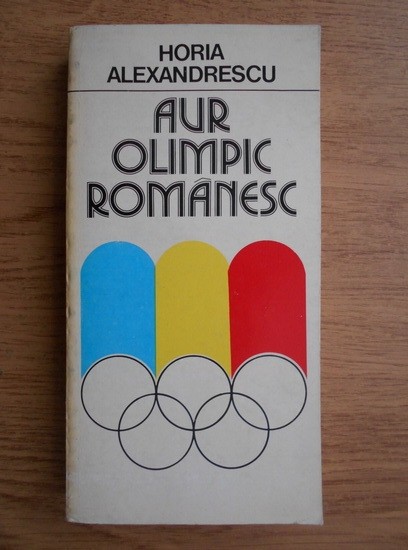 HORIA
ALEXANDRESCU
AUR
OLIMPIC
ROMÂNESC